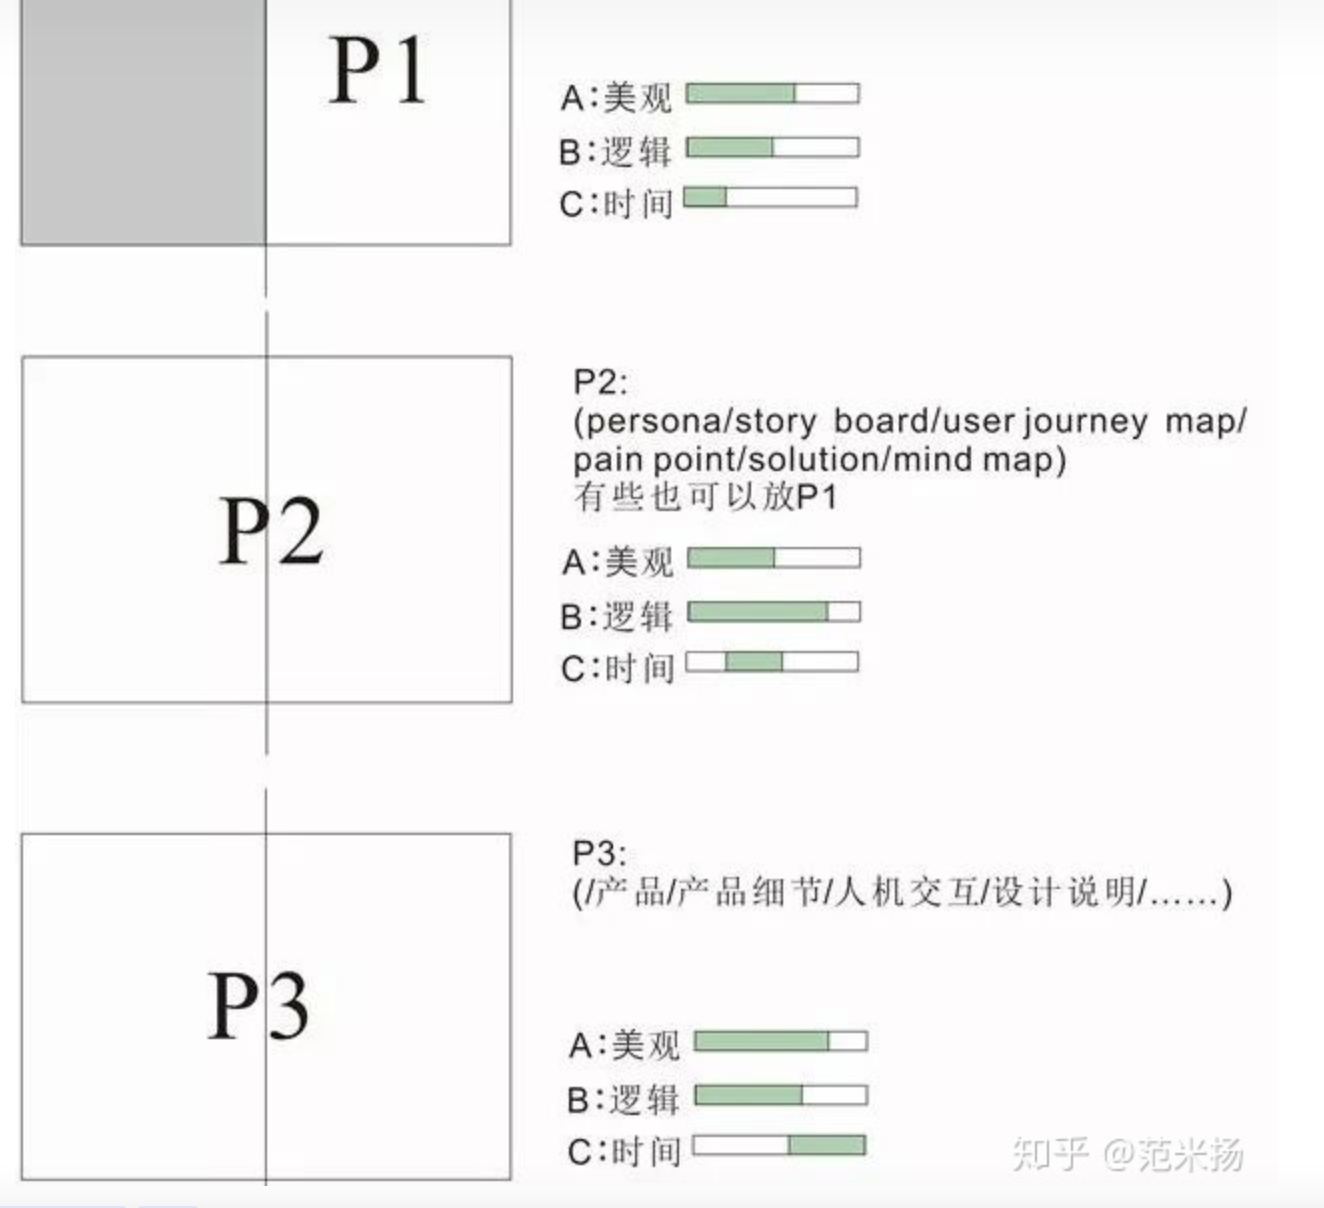 P1
A:美观
B:逻辑
C:时间
P2
P2:
(persona/story board/user journey map/
pain point/solution/mind map)
有些也可以放P1
A:美观
B:逻辑
C:时间
P3
P3:
(/产品/产品细节/人机交互/设计说明/......)
A:美观
B:逻辑
C:时间
知乎 @范米扬